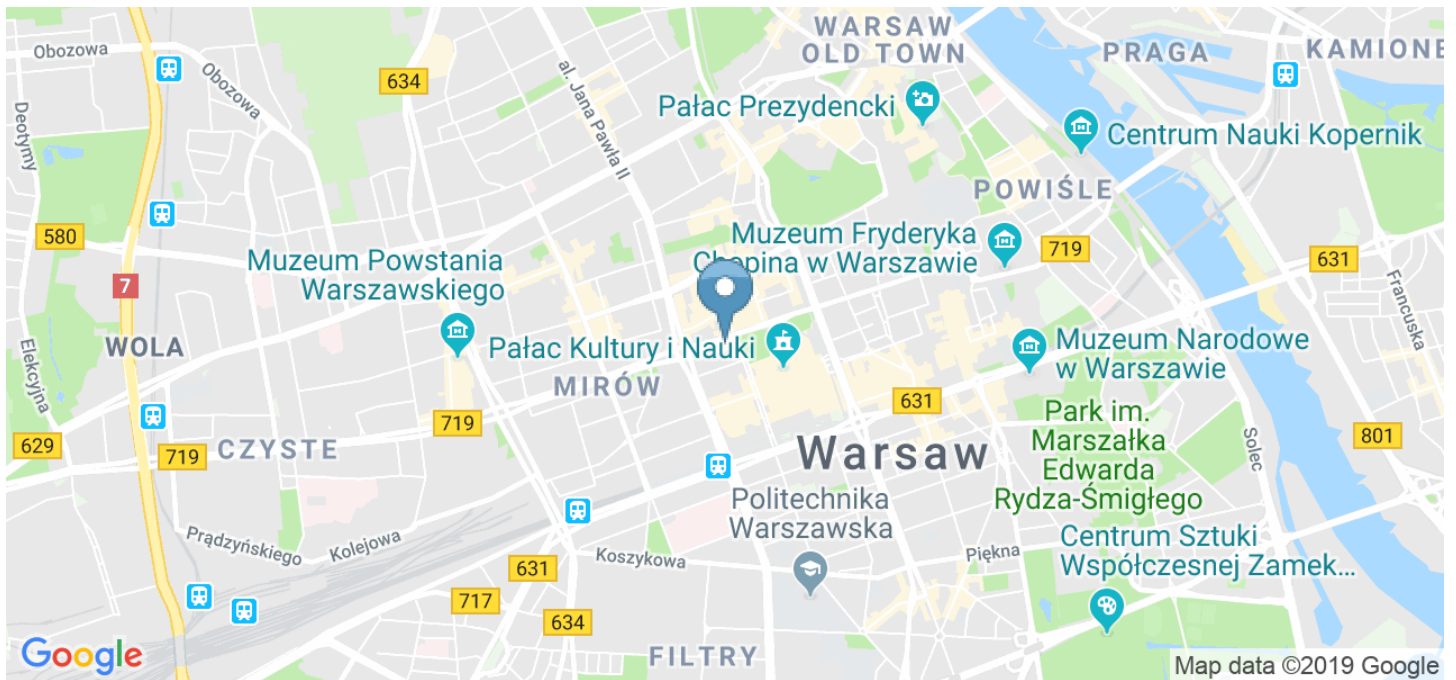 WARSAW
OLD TOWN
PRAGA
KAMIONE
Obozowa
Obozowa
634
al. Jana Pawła II
Pałac Prezydencki
Centrum Nauki Kopernik
Deotymy
POWIŚLE
580
Muzeum Fryderyka
Chopina w Warszawie
719
631
Muzeum Powstania
Warszawskiego
7
Francuska
WOLA
Pałac Kultury i Nauki
Muzeum Narodowe
w Warszawie
Elekcyjna
MIRÓW
631
719
Park im.
Marszałka
Edwarda
Rydza-Śmigłego
629
719
CZYSTE
Warsaw
Solec
801
Politechnika
Warszawska
Prądzyńskiego
Kolejowa
Koszykowa
Piękna
Centrum Sztuki
Współczesnej Zamek...
631
717
634
FILTRY
Google
Map data ©2019 Google